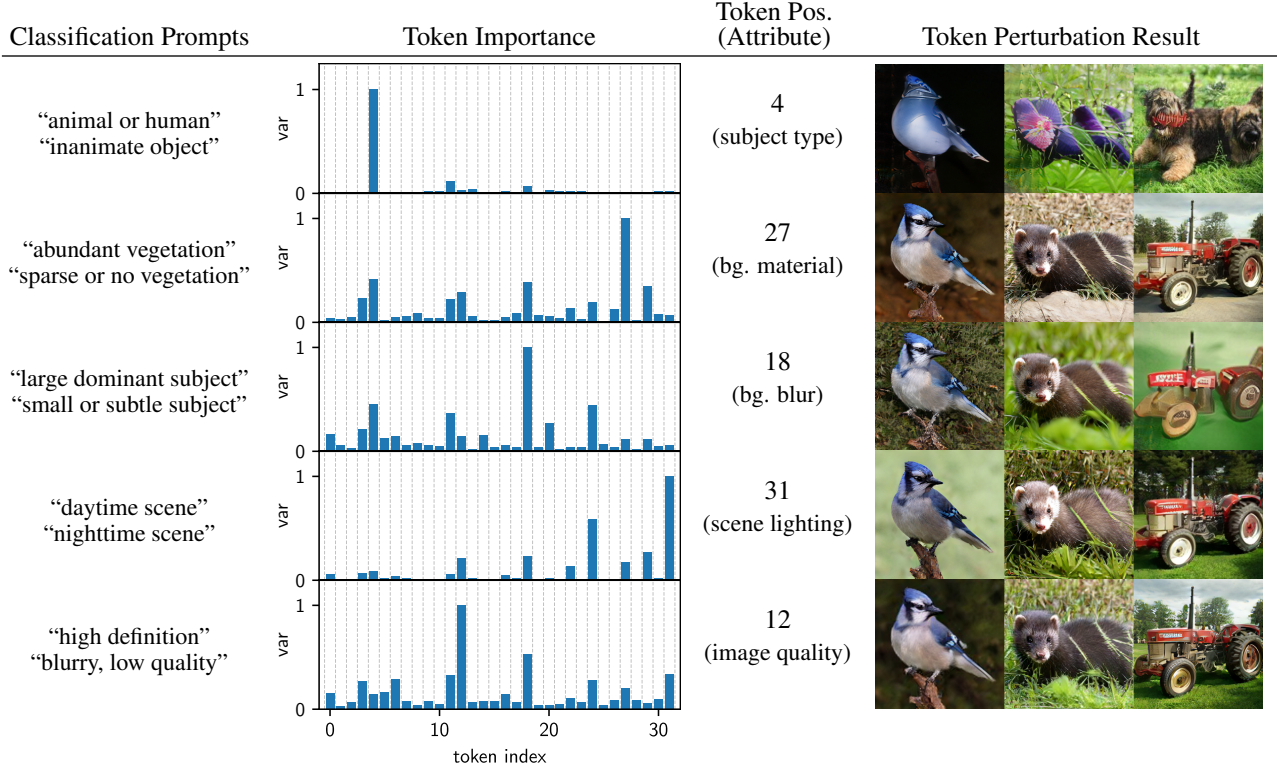 Classification Prompts
Token Importance
Token Pos.
(Attribute)
Token Perturbation Result
“animal or human”
“inanimate object”
1
var
0
4
(subject type)
“abundant vegetation”
“sparse or no vegetation”
1
var
0
27
(bg. material)
“large dominant subject”
“small or subtle subject”
1
var
0
18
(bg. blur)
“daytime scene”
“nighttime scene”
1
var
0
31
(scene lighting)
“high definition”
“blurry, low quality”
1
var
0
12
(image quality)
0 10 20 30
token index